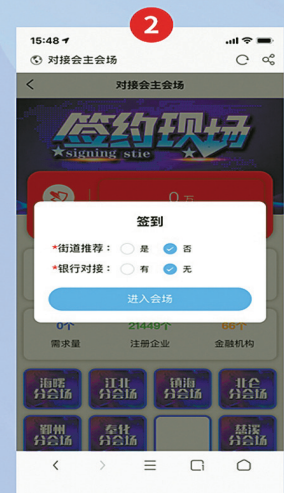 2
15:48
对接会主会场
对接会主会场
签约现场
★signing stie ★
0 万
签到
*街道推荐： 是 否
*银行对接： 有 无
进入会场
0个 21449个 66个
需求量 注册企业 金融机构
海曙 江北 镇海 北仑
分会场 分会场 分会场 分会场
鄞州 奉化 慈溪
分会场 分会场 分会场